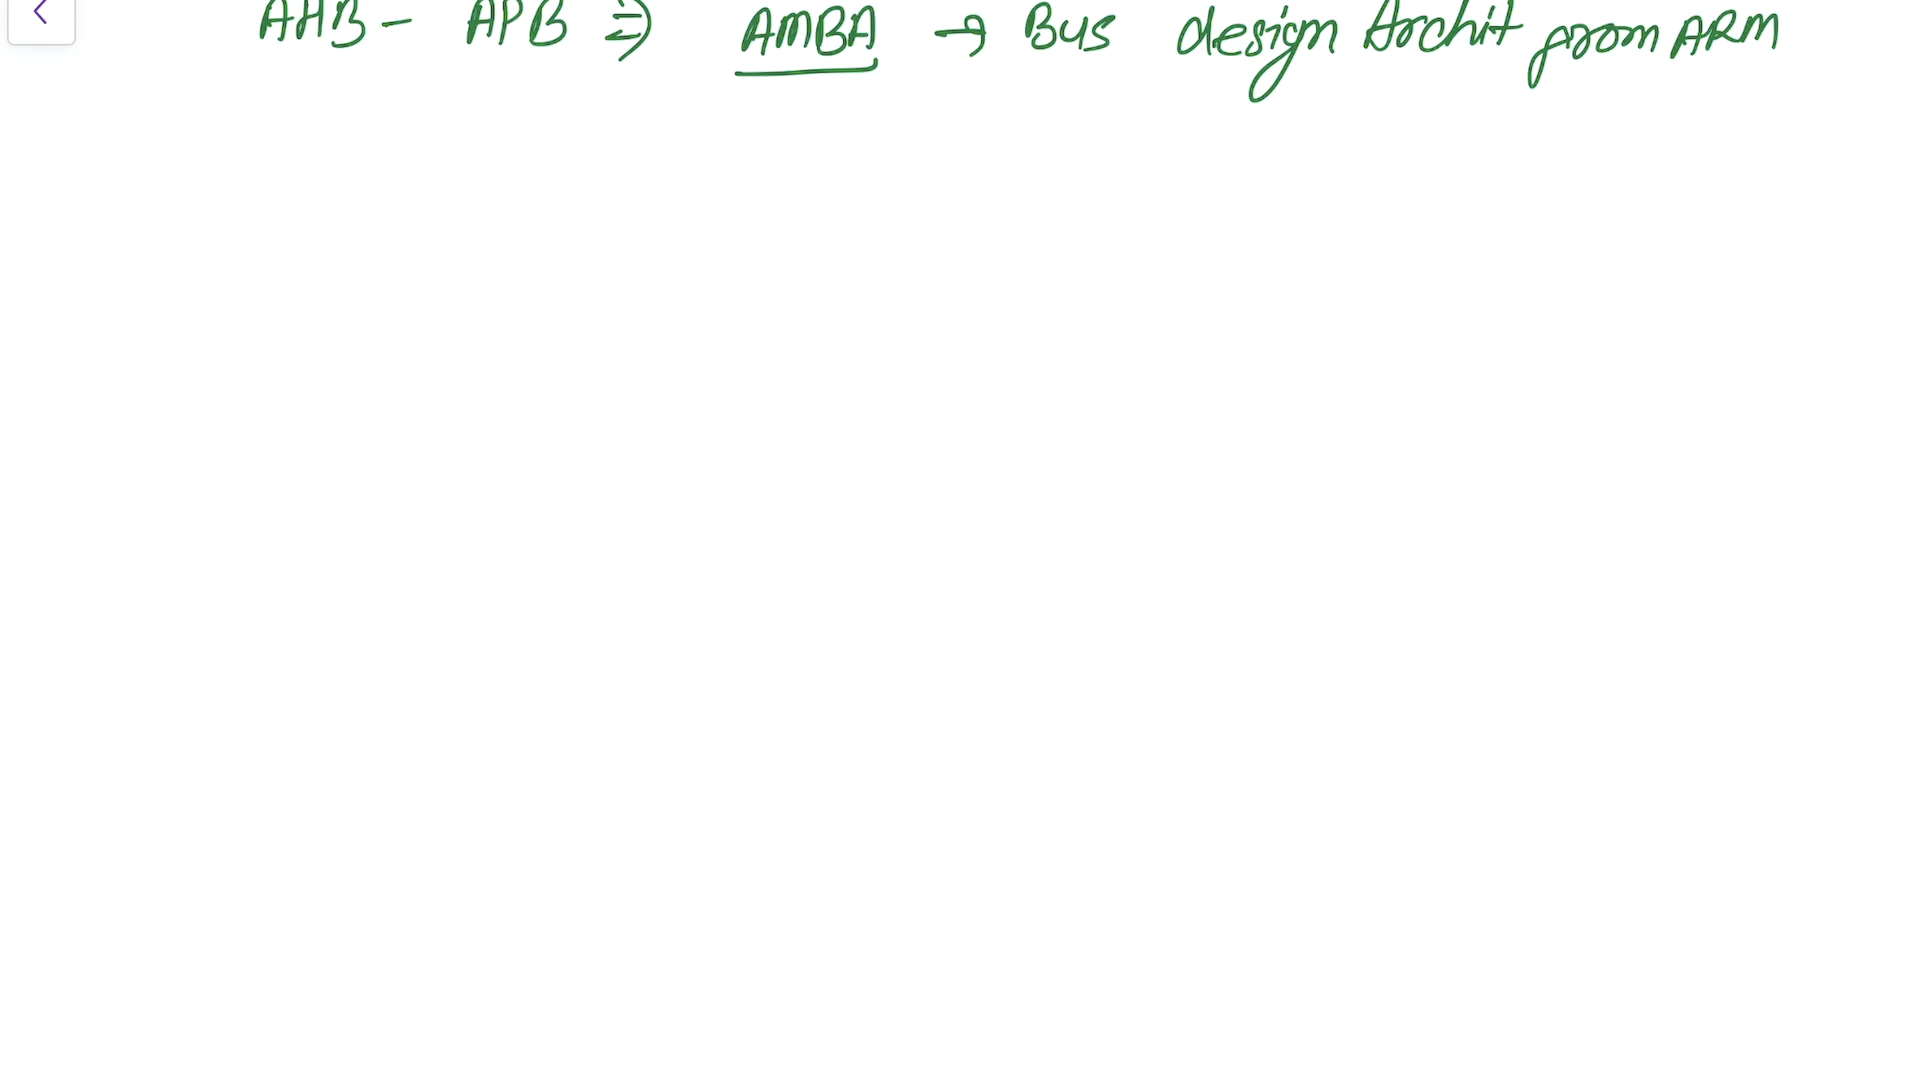 AHB - APB ⇒ AMBA → Bus design Archit from ARM